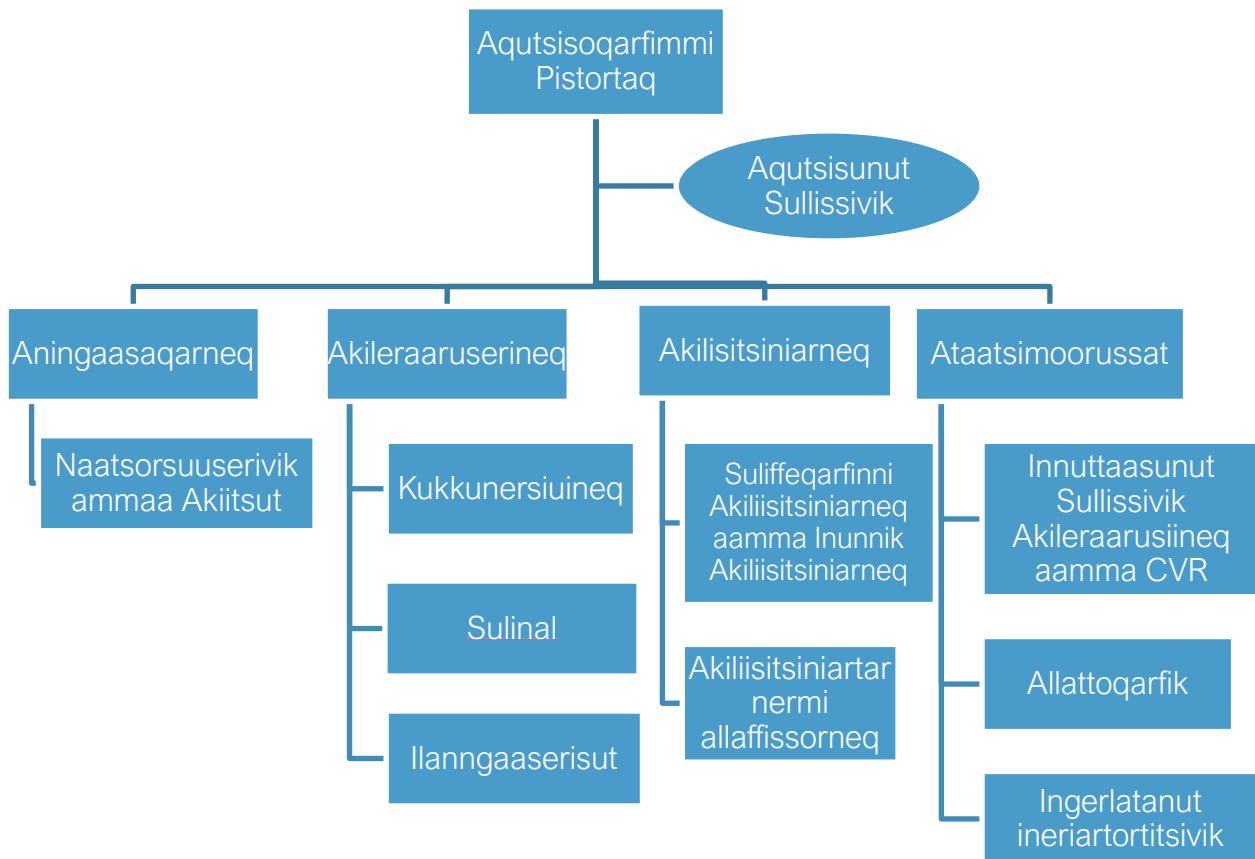 Aqutsisoqarfimmi
Pistortaq
Aqutsisunut
Sullissivik
Aningaasaqarneq
Akileraaruserineq
Akilisitsiniarneq
Ataatsimoorussat
Naatsorsuuserivik
ammaa Akiitsut
Kukkunersiuineq
Sulinal
Ilanngaaserisut
Suliffeqarfinni
Akiliisitsiniarneq
aamma Inunnik
Akiliisitsiniarneq
Akiliisitsiniartar
nermi
allaffissorneq
Innuttaasunut
Sullissivik
Akileraarusiineq
aamma CVR
Allattoqarfik
Ingerlatanut
ineriartortitsivik